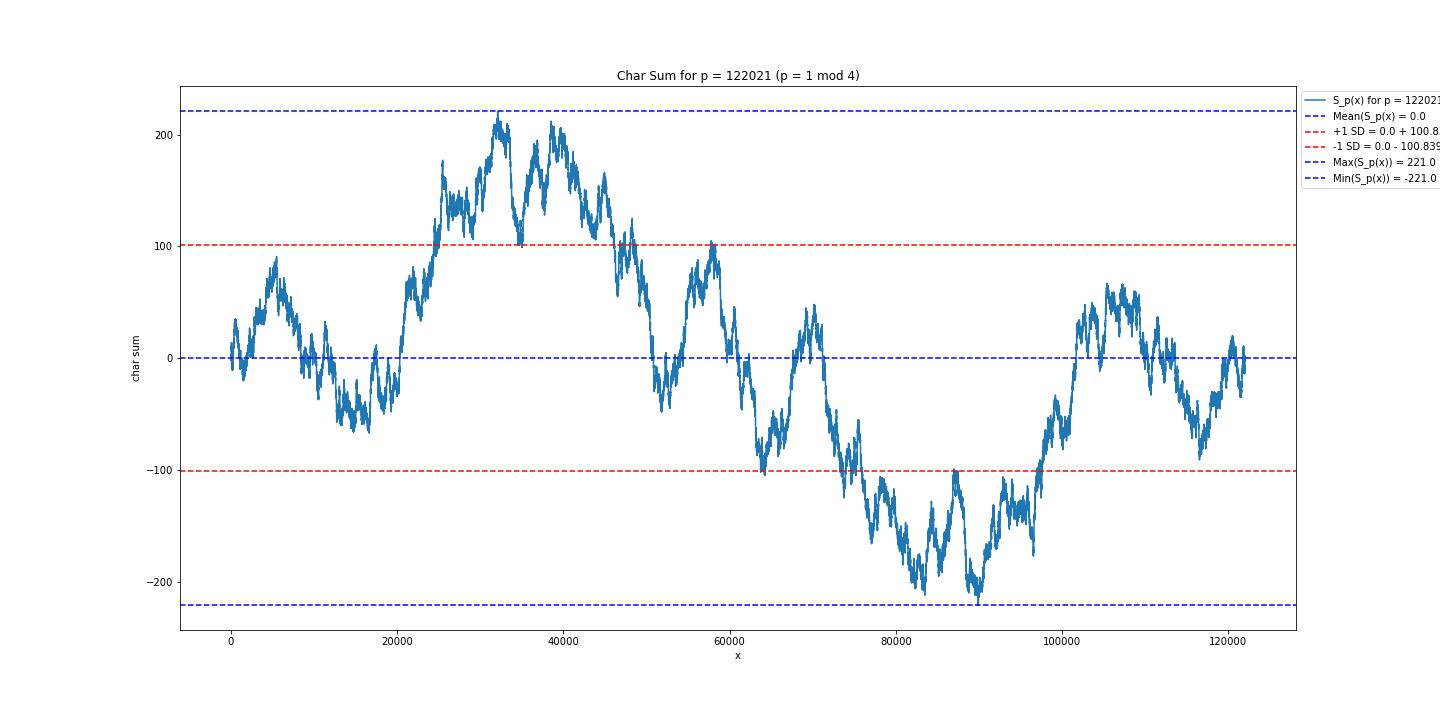 Char Sum for p = 122021 (p = 1 mod 4)
S_p(x) for p = 122021
Mean(S_p(x) = 0.0
+1 SD = 0.0 + 100.8
-1 SD = 0.0 - 100.839
Max(S_p(x)) = 221.0
Min(S_p(x)) = -221.0
char sum
200
100
0
−100
−200
0 20000 40000 60000 80000 100000 120000
x